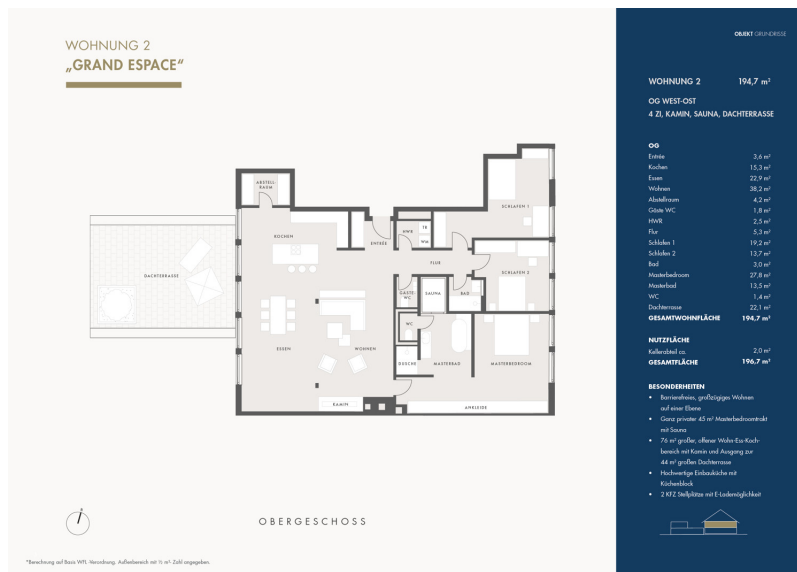 WOHNUNG 2
„GRAND ESPACE“
ABSTELL-
RAUM
KOCHEN
ENTRÉE
HWR
TR
WM
SCHLAFEN 1
FLUR
DACHTERRASSE
GÄSTE-
WC
SAUNA
BAD
SCHLAFEN 2
WC
ESSEN
WOHNEN
DUSCHE
MASTERBAD
MASTERBEDROOM
KAMIN
ANKLEIDE
OBERGESCHOSS
*Berechnung auf Basis WFL.-Verordnung. Außenbereich mit ½ m²- Zahl angegeben.
OBJEKT GRUNDRISSE
WOHNUNG 2 194,7 m²
OG WEST-OST
4 ZI, KAMIN, SAUNA, DACHTERRASSE
OG
Entrée 3,6 m²
Kochen 15,3 m²
Essen 22,9 m²
Wohnen 38,2 m²
Abstellraum 4,2 m²
Gäste WC 1,8 m²
HWR 2,5 m²
Flur 5,3 m²
Schlafen 1 19,2 m²
Schlafen 2 13,7 m²
Bad 3,0 m²
Masterbedroom 27,8 m²
Masterbad 13,5 m²
WC 1,4 m²
Dachterrasse 22,1 m²
GESAMTWOHNFLÄCHE 194,7 m²
NUTZFLÄCHE
Kellerabteil ca. 2,0 m²
GESAMTFLÄCHE 196,7 m²
BESONDERHEITEN
• Barrierefreies, großzügiges Wohnen
auf einer Ebene
• Ganz privater 45 m² Masterbedroomtrakt
mit Sauna
• 76 m² großer, offener Wohn-Ess-Koch-
bereich mit Kamin und Ausgang zur
44 m² großen Dachterrasse
• Hochwertige Einbauküche mit
Küchenblock
• 2 KFZ Stellplätze mit E-Lademöglichkeit